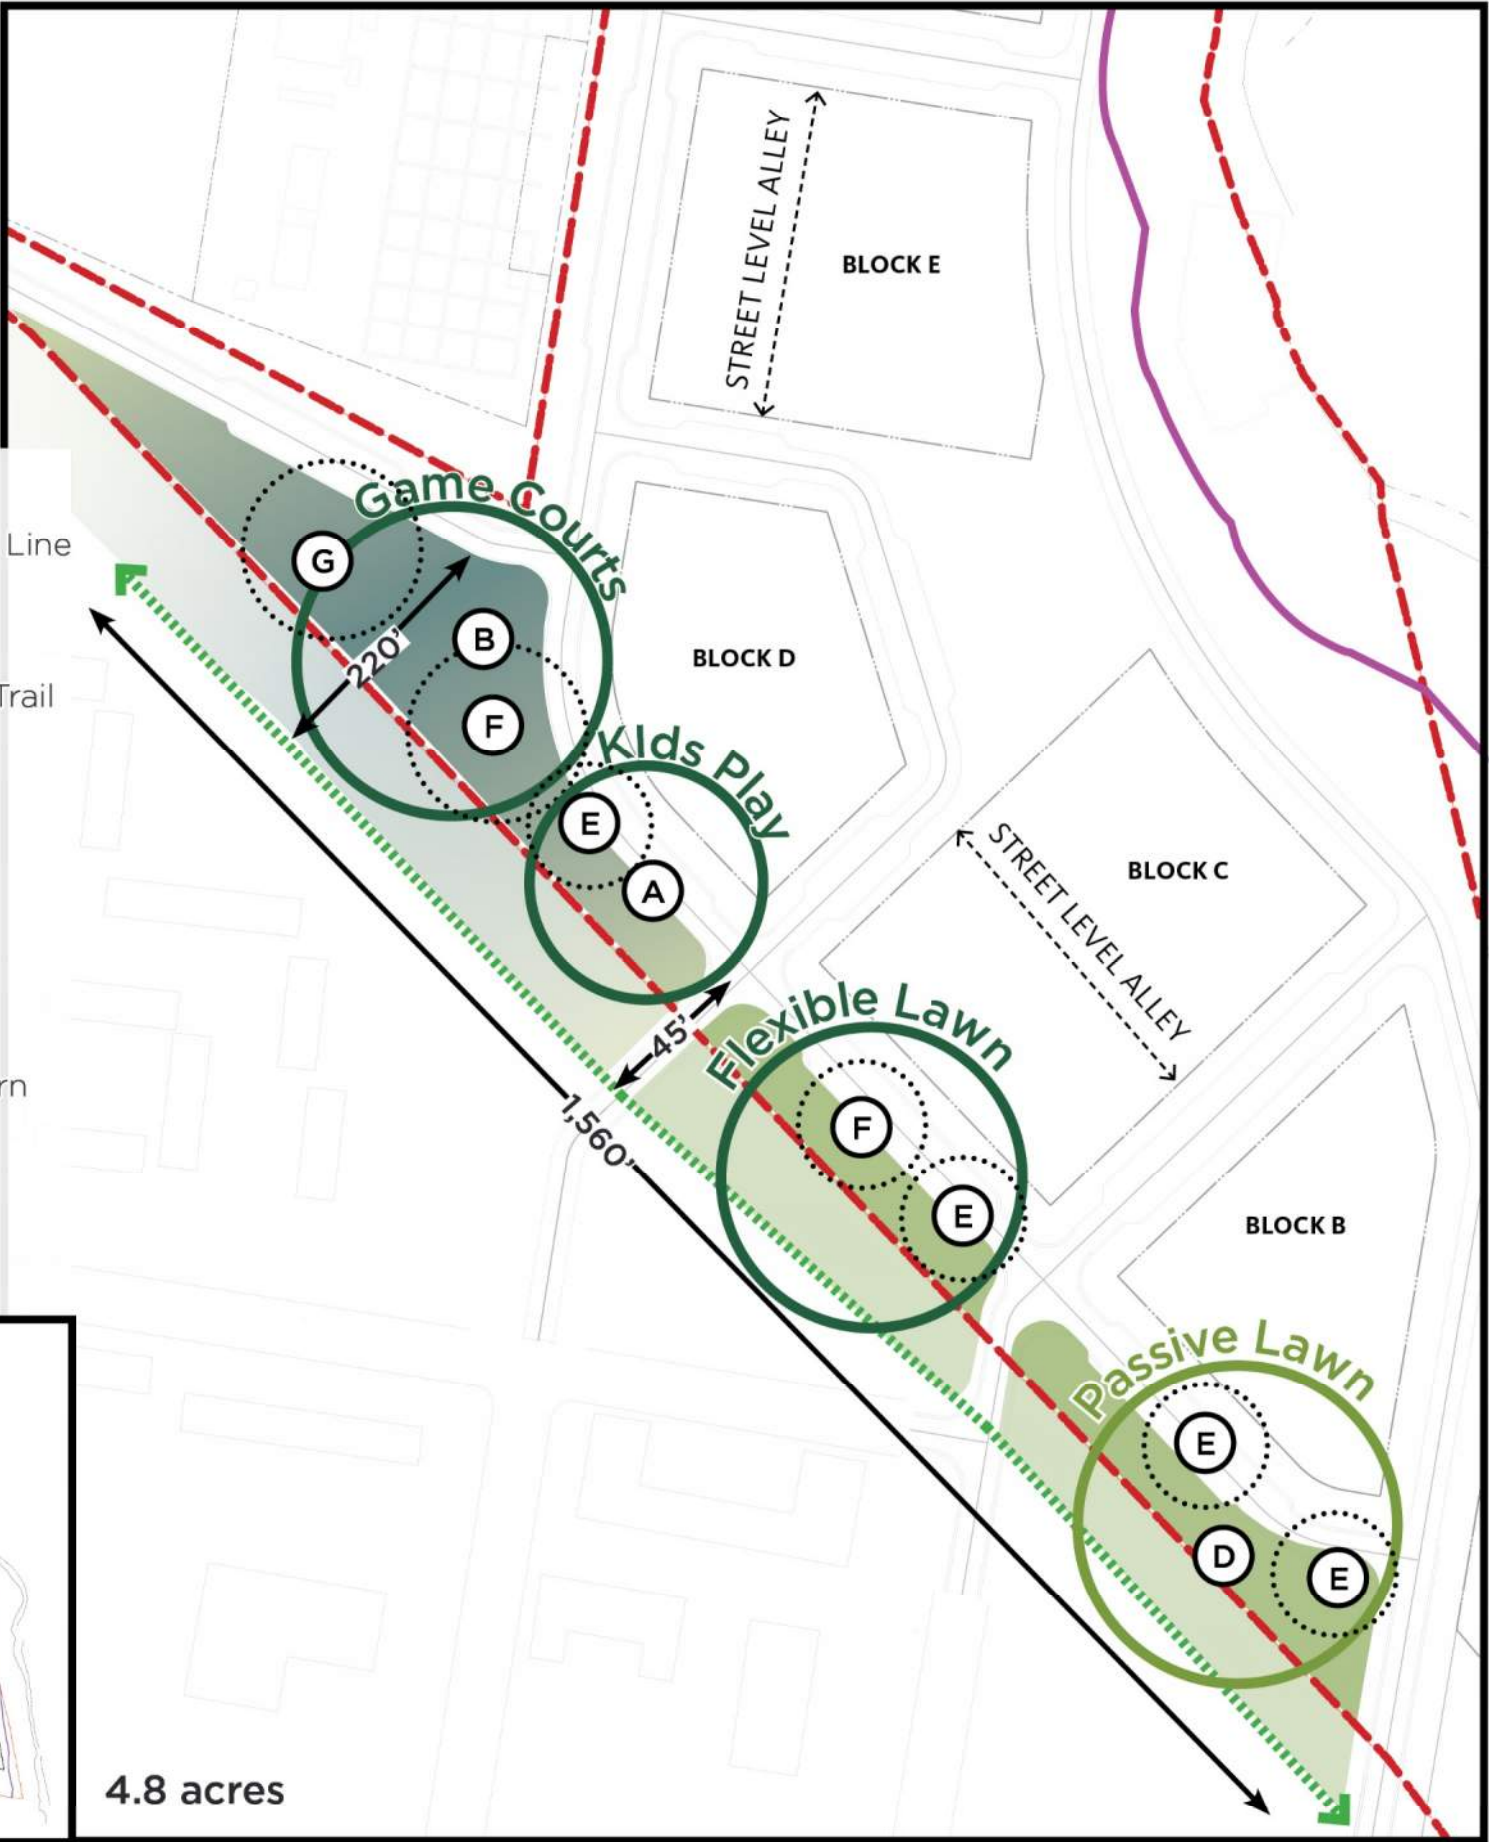 STREET LEVEL ALLEY
BLOCK E
Game Courts
Line
G
220'
B
BLOCK D
Trail
F
KIds Play
E
A
STREET LEVEL ALLEY
BLOCK C
Flexible Lawn
45'
rn
1,560'
F
E
BLOCK B
Passive Lawn
E
D
E
4.8 acres